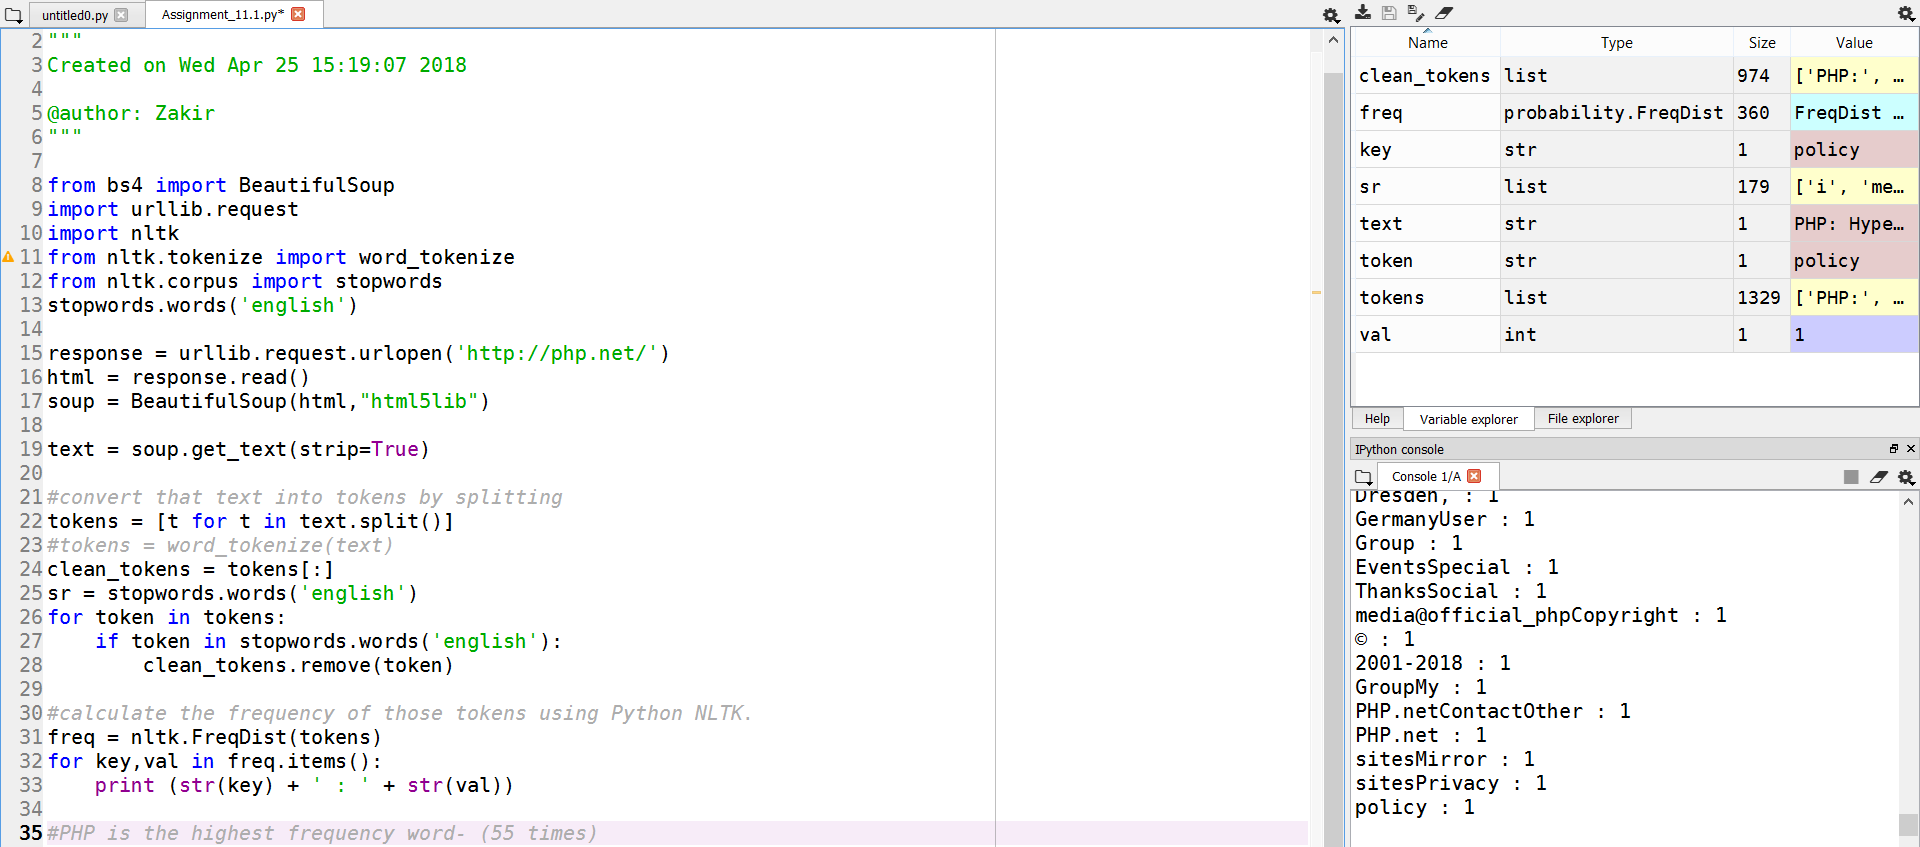 untitled0.py
Assignment_11.1.py*
2 """
3 Created on Wed Apr 25 15:19:07 2018
4
5 @author: Zakir
6 """
7
8 from bs4 import BeautifulSoup
9 import urllib.request
10 import nltk
11 from nltk.tokenize import word_tokenize
12 from nltk.corpus import stopwords
13 stopwords.words('english')
14
15 response = urllib.request.urlopen('http://php.net/')
16 html = response.read()
17 soup = BeautifulSoup(html,"html5lib")
18
19 text = soup.get_text(strip=True)
20
21 #convert that text into tokens by splitting
22 tokens = [t for t in text.split()]
23 #tokens = word_tokenize(text)
24 clean_tokens = tokens[:]
25 sr = stopwords.words('english')
26 for token in tokens:
27     if token in stopwords.words('english'):
28         clean_tokens.remove(token)
29
30 #calculate the frequency of those tokens using Python NLTK.
31 freq = nltk.FreqDist(tokens)
32 for key,val in freq.items():
33     print (str(key) + ' : ' + str(val))
34
35 #PHP is the highest frequency word- (55 times)
Name Type Size Value
clean_tokens list 974 ['PHP:', …
freq probability.FreqDist 360 FreqDist …
key str 1 policy
sr list 179 ['i', 'me…
text str 1 PHP: Hype…
token str 1 policy
tokens list 1329 ['PHP:', …
val int 1 1
Help Variable explorer File explorer
IPython console
Console 1/A
Dresden, : 1
GermanyUser : 1
Group : 1
EventsSpecial : 1
ThanksSocial : 1
media@official_phpCopyright : 1
© : 1
2001-2018 : 1
GroupMy : 1
PHP.netContactOther : 1
PHP.net : 1
sitesMirror : 1
sitesPrivacy : 1
policy : 1